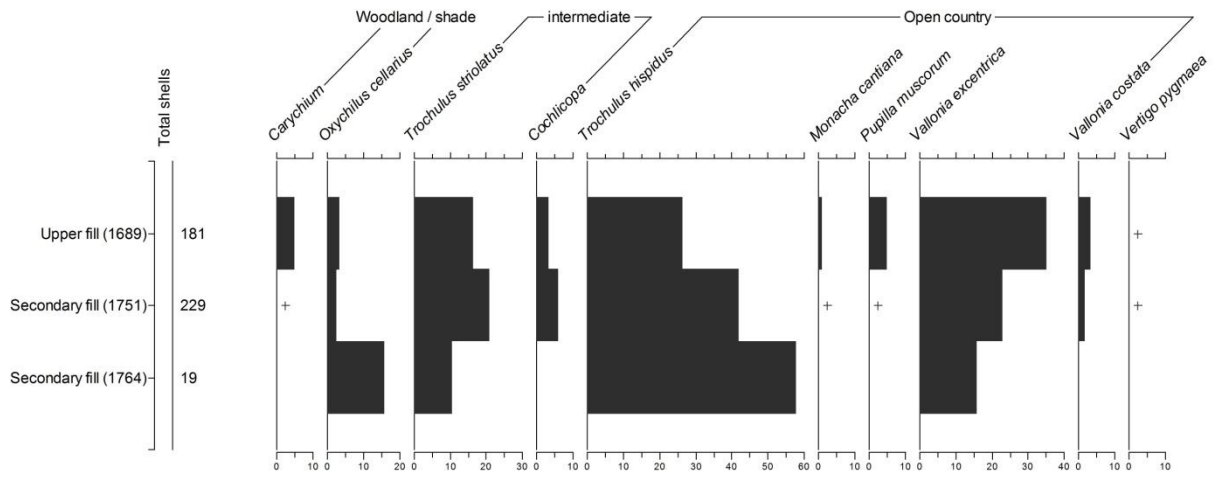 Woodland / shade intermediate Open country
Total shells
Carychium
Oxychilus cellarius
Trochulus striolatus
Cochlicopa
Trochulus hispidus
Monacha cantiana
Pupilla muscorum
Vallonia excentrica
Vallonia costata
Vertigo pygmaea
Upper fill (1689) 181 +
Secondary fill (1751) 229 + + + +
Secondary fill (1764) 19
0 10 0 10 20 0 10 20 30 0 10 0 10 20 30 40 50 60 0 10 0 10 0 10 20 30 40 0 10 0 10